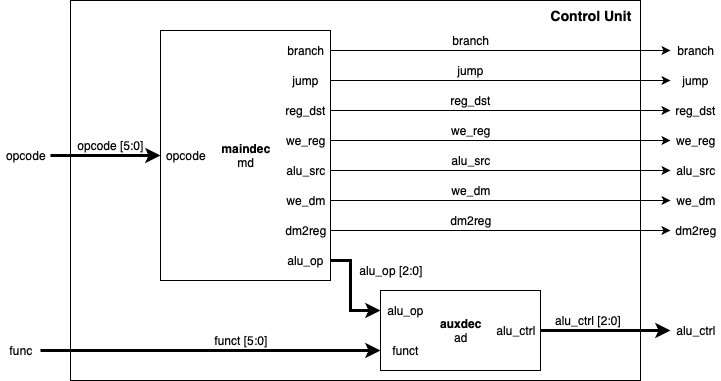 Control Unit
branch
branch
branch
jump
jump
jump
reg_dst
reg_dst
reg_dst
opcode
opcode [5:0]
opcode
maindec
md
we_reg
we_reg
we_reg
alu_src
alu_src
alu_src
we_dm
we_dm
we_dm
dm2reg
dm2reg
dm2reg
alu_op
alu_op [2:0]
alu_op
auxdec
ad
alu_ctrl
alu_ctrl [2:0]
alu_ctrl
func
funct [5:0]
funct